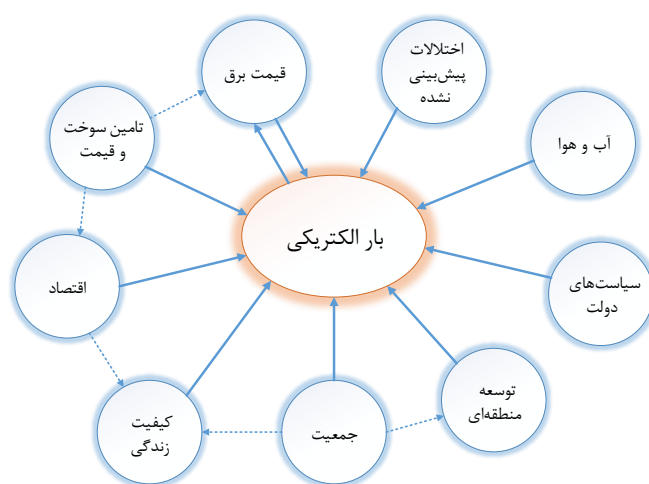 اختلالات
پیش‌بینی
نشده
قیمت برق
تامین سوخت
و قیمت
آب و هوا
بار الکتریکی
سیاست‌های
دولت
اقتصاد
توسعه
منطقه‌ای
کیفیت
زندگی
جمعیت